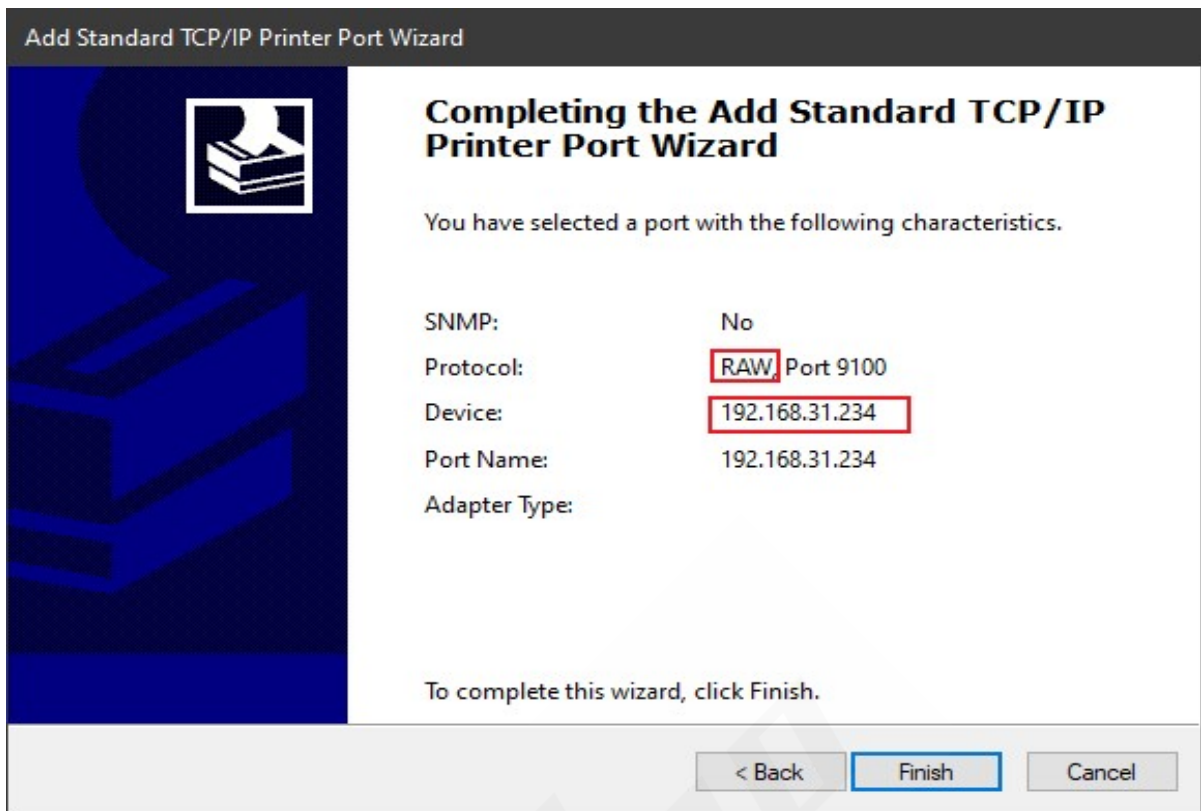 Add Standard TCP/IP Printer Port Wizard
Completing the Add Standard TCP/IP
Printer Port Wizard
You have selected a port with the following characteristics.
SNMP: No
Protocol: RAW, Port 9100
Device: 192.168.31.234
Port Name: 192.168.31.234
Adapter Type:
To complete this wizard, click Finish.
< Back Finish Cancel